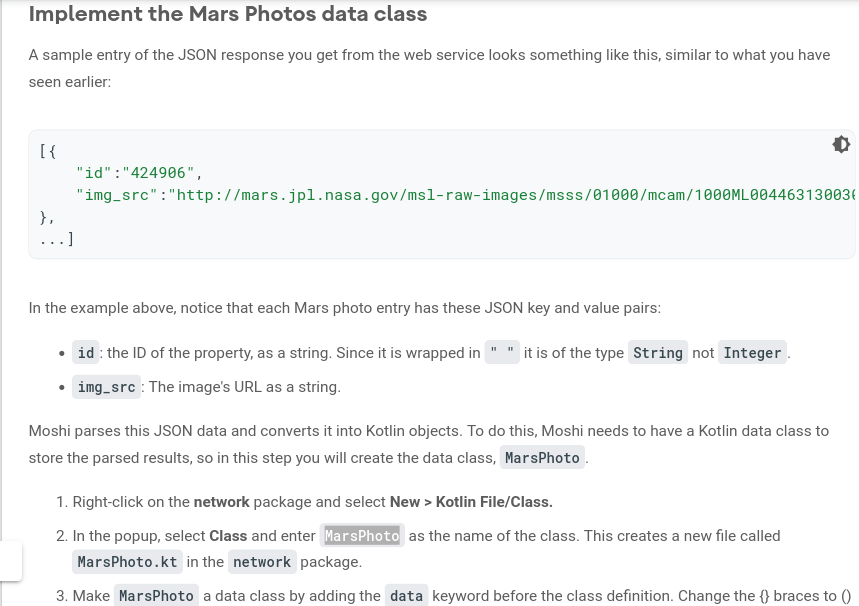 Implement the Mars Photos data class
A sample entry of the JSON response you get from the web service looks something like this, similar to what you have
seen earlier:
[{
"id":"424906",
"img_src":"http://mars.jpl.nasa.gov/msl-raw-images/msss/01000/mcam/1000ML0044631300305
},
...]
In the example above, notice that each Mars photo entry has these JSON key and value pairs:
• id: the ID of the property, as a string. Since it is wrapped in " " it is of the type String not Integer.
• img_src: The image's URL as a string.
Moshi parses this JSON data and converts it into Kotlin objects. To do this, Moshi needs to have a Kotlin data class to
store the parsed results, so in this step you will create the data class, MarsPhoto.
1. Right-click on the network package and select New > Kotlin File/Class.
2. In the popup, select Class and enter MarsPhoto as the name of the class. This creates a new file called
MarsPhoto.kt in the network package.
3. Make MarsPhoto a data class by adding the data keyword before the class definition. Change the {} braces to ()